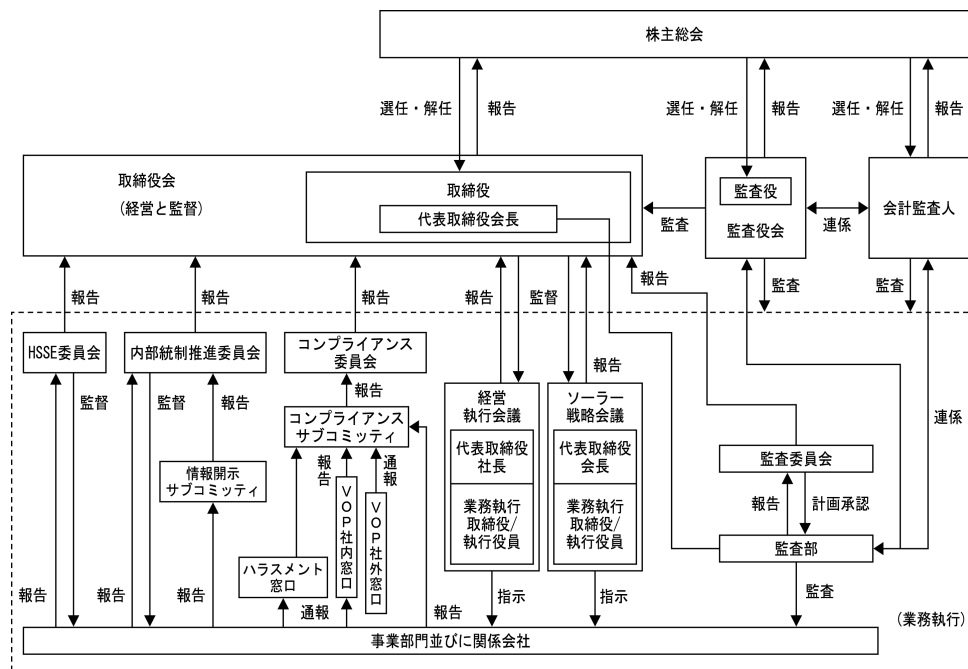 株主総会
選任・解任
報告
選任・解任
報告
選任・解任
報告
取締役会
(経営と監督)
取締役
代表取締役会長
監査
監査役
監査役会
連係
会計監査人
報告
報告
報告
報告
監督
報告
監査
監査
HSSE委員会
内部統制推進委員会
コンプライアンス
委員会
報告
監督
監督
報告
報告
コンプライアンス
サブコミッティ
経営
執行会議
代表取締役
社長
業務執行
取締役/
執行役員
ソーラー
戦略会議
代表取締役
会長
業務執行
取締役/
執行役員
連係
情報開示
サブコミッティ
報告
通報
VOP社内窓口
VOP社外窓口
監査委員会
報告
計画承認
監査部
ハラスメント
窓口
報告
報告
報告
通報
報告
指示
指示
監査
(業務執行)
事業部門並びに関係会社